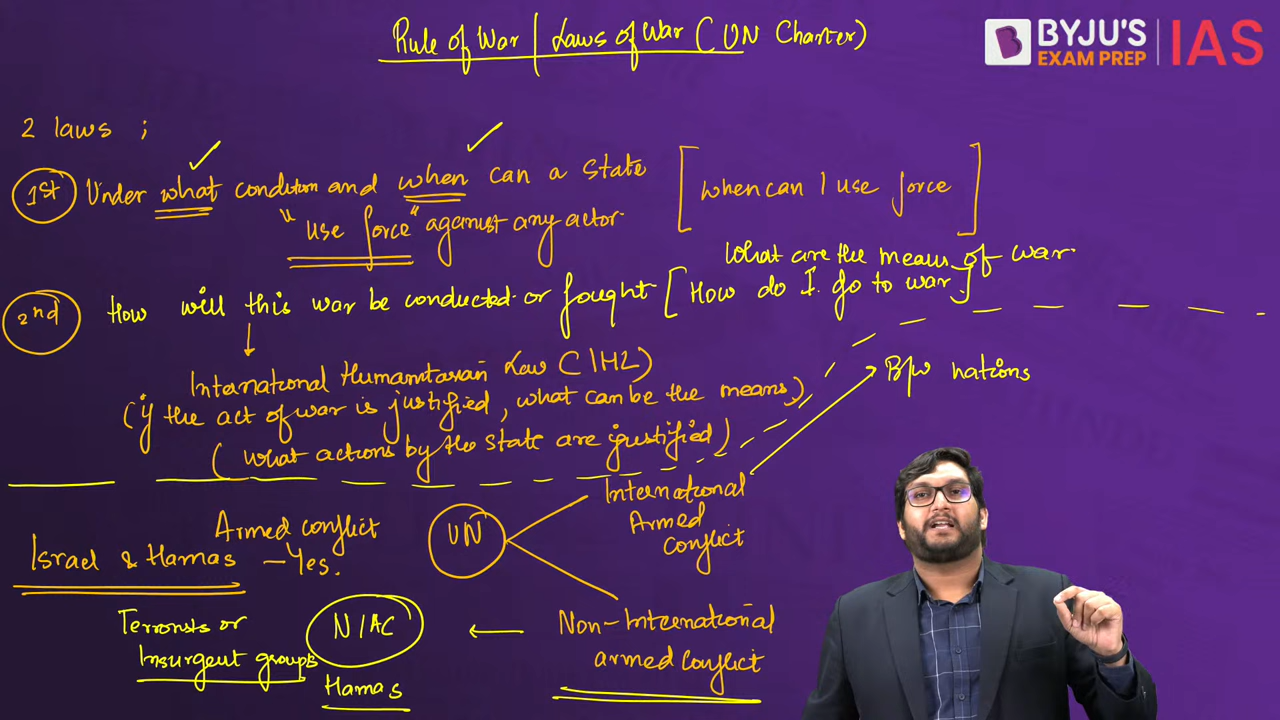 Rule of War | Laws of War (UN Charter)
BYJU'S
EXAM PREP
IAS
2 laws ;
1st Under what condition and when can a state
"use force" against any actor.
[when can I use force]
What are the means of war.
2nd How will this war be conducted or fought [How do I go to war]
International Humanitarian Law (IHL)
(if the act of war is justified, what can be the means)
(what actions by the state are justified)
B/w nations
International
Armed
Conflict
UN
Armed conflict
Israel & Hamas - Yes.
Non-International
armed conflict
NIAC
Terrorists or
Insurgent groups
Hamas